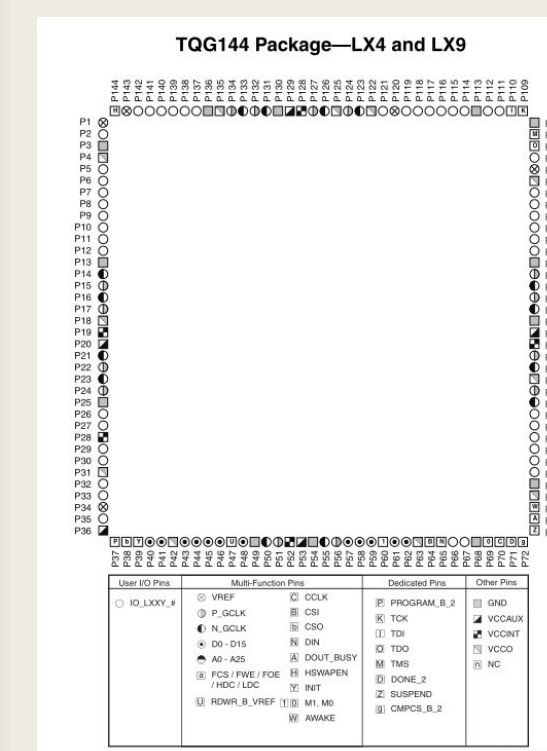 TQG144 Package—LX4 and LX9
P144 P143 P142 P141 P140 P139 P138 P137 P136 P135 P134 P133 P132 P131 P130 P129 P128 P127 P126 P125 P124 P123 P122 P121 P120 P119 P118 P117 P116 P115 P114 P113 P112 P111 P110 P109
H I K
P1
P2 M
P3 O
P4
P5
P6
P7
P8
P9
P10
P11
P12
P13
P14
P15
P16
P17
P18
P19
P20
P21
P22
P23
P24
P25
P26
P27
P28
P29
P30
P31
P32
P33
P34 W
P35 A
P36 Z
P b Y U 1 B N 0 C D g
P37 P38 P39 P40 P41 P42 P43 P44 P45 P46 P47 P48 P49 P50 P51 P52 P53 P54 P55 P56 P57 P58 P59 P60 P61 P62 P63 P64 P65 P66 P67 P68 P69 P70 P71 P72
User I/O Pins Multi-Function Pins Dedicated Pins Other Pins
IO_LXXY_#
VREF
P_GCLK
N_GCLK
D0 - D15
A0 - A25
a FCS / FWE / FOE
/ HDC / LDC
U RDWR_B_VREF
C CCLK
B CSI
b CSO
N DIN
A DOUT_BUSY
H HSWAPEN
Y INIT
1 0 M1, M0
W AWAKE
P PROGRAM_B_2
K TCK
I TDI
O TDO
M TMS
D DONE_2
Z SUSPEND
g CMPCS_B_2
GND
VCCAUX
VCCINT
VCCO
n NC